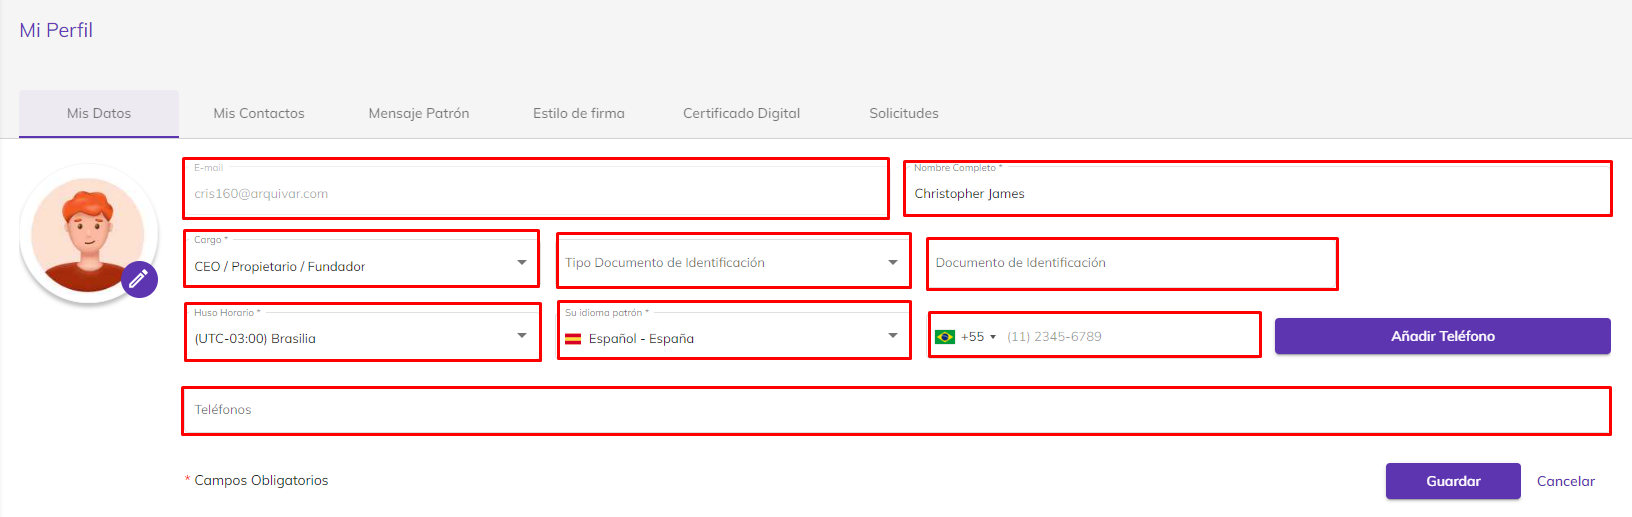 Mi Perfil
Mis Datos Mis Contactos Mensaje Patrón Estilo de firma Certificado Digital Solicitudes
E-mail Nombre Completo *
cris160@arquivar.com Christopher James
Cargo *
CEO / Propietario / Fundador Tipo Documento de Identificación Documento de Identificación
Huso Horario * Su idioma patrón *
(UTC-03:00) Brasilia Español - España +55 (11) 2345-6789 Añadir Teléfono
Teléfonos
* Campos Obligatorios Guardar Cancelar